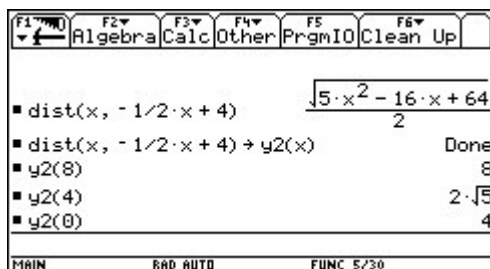 F1 F2 F3 F4 F5 F6
Algebra Calc Other PrgmIO Clean Up
▪ dist(x, -1/2·x + 4) √(5·x² - 16·x + 64)/2
▪ dist(x, -1/2·x + 4) → y2(x) Done
▪ y2(8) 8
▪ y2(4) 2·√5
▪ y2(0) 4
MAIN RAD AUTO FUNC 5/30